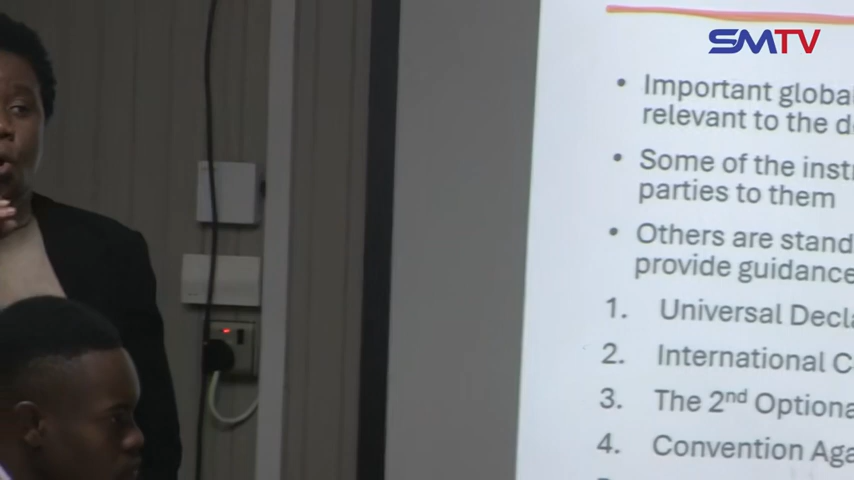 SMTV
• Important global
relevant to the d
• Some of the instr
parties to them
• Others are stand
provide guidance
1. Universal Decla
2. International C
3. The 2nd Optiona
4. Convention Aga